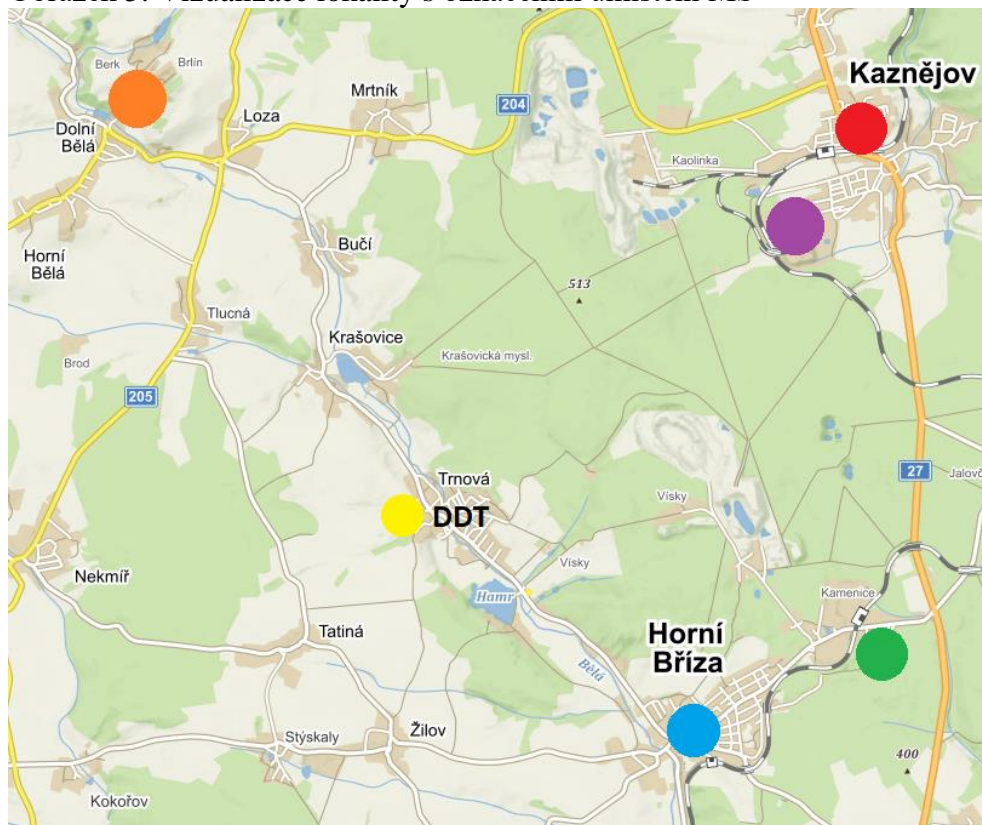 Berk
Brlín
Dolní
Bělá
Loza
Mrtník
204
Kaznějov
Kaolinka
Horní
Bělá
Bučí
513
Tlucná
Krašovice
Krašovická mysl.
Brod
205
Trnová
DDT
27
Vísky
Nekmíř
Vísky
Hamr
Kamenice
Tatiná
Horní
Bříza
Bělá
Stýskaly
Žilov
400
Kokořov